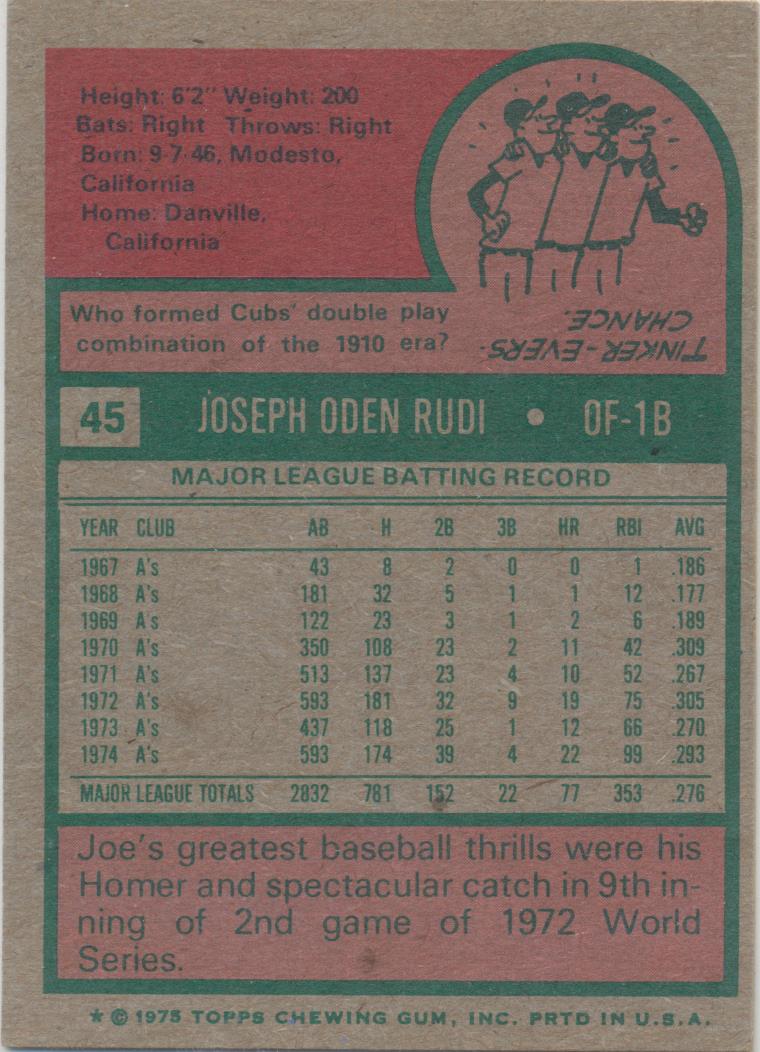 Height: 6'2" Weight: 200
Bats: Right Throws: Right
Born: 9-7-46, Modesto,
California
Home: Danville,
California
Who formed Cubs' double play
combination of the 1910 era?
TINKER-EVERS-
CHANCE.
45 JOSEPH ODEN RUDI • OF-1B
MAJOR LEAGUE BATTING RECORD
YEAR CLUB AB H 2B 3B HR RBI AVG
1967 A's 43 8 2 0 0 1 .186
1968 A's 181 32 5 1 1 12 .177
1969 A's 122 23 3 1 2 6 .189
1970 A's 350 108 23 2 11 42 .309
1971 A's 513 137 23 4 10 52 .267
1972 A's 593 181 32 9 19 75 .305
1973 A's 437 118 25 1 12 66 .270
1974 A's 593 174 39 4 22 99 .293
MAJOR LEAGUE TOTALS 2832 781 152 22 77 353 .276
Joe's greatest baseball thrills were his
Homer and spectacular catch in 9th in-
ning of 2nd game of 1972 World
Series.
* © 1975 TOPPS CHEWING GUM, INC. PRTD IN U.S.A.